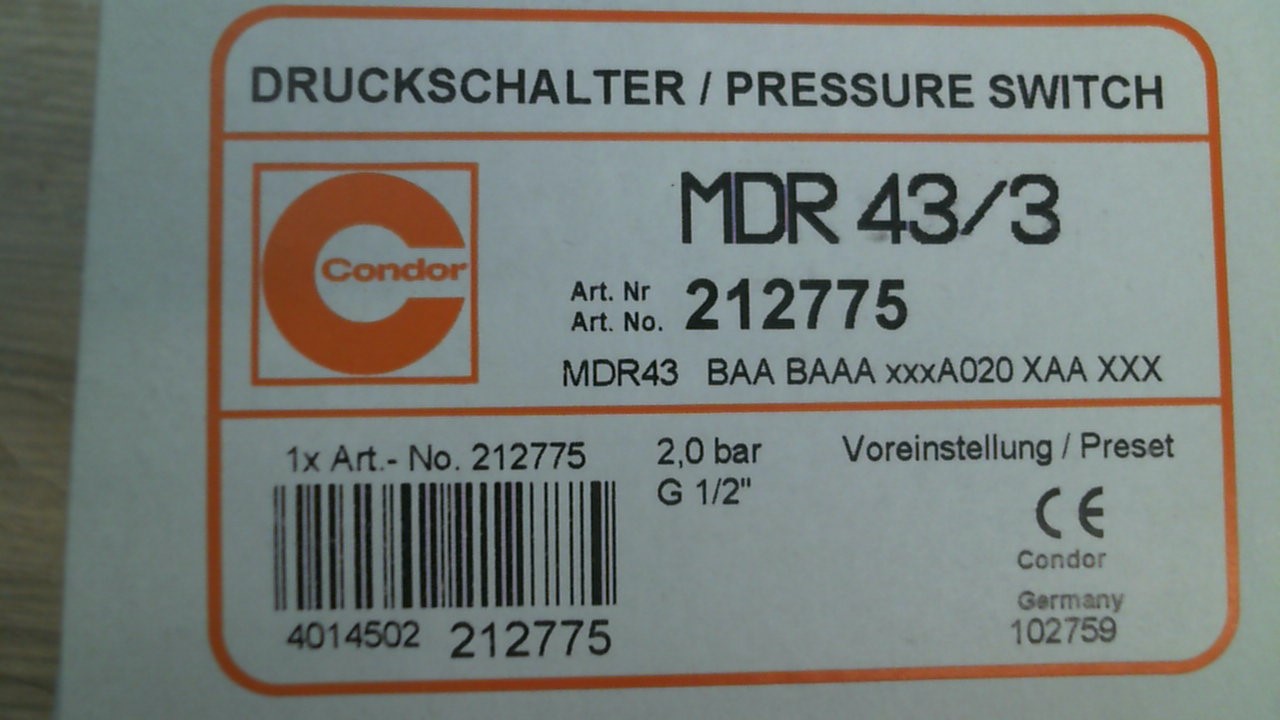 DRUCKSCHALTER / PRESSURE SWITCH
Condor
MDR 43/3
Art. Nr
Art. No. 212775
MDR43 BAA BAAA xxxA020 XAA XXX
1x Art.- No. 212775
2,0 bar
Voreinstellung / Preset
G 1/2"
CE
Condor
Germany
102759
4014502 212775